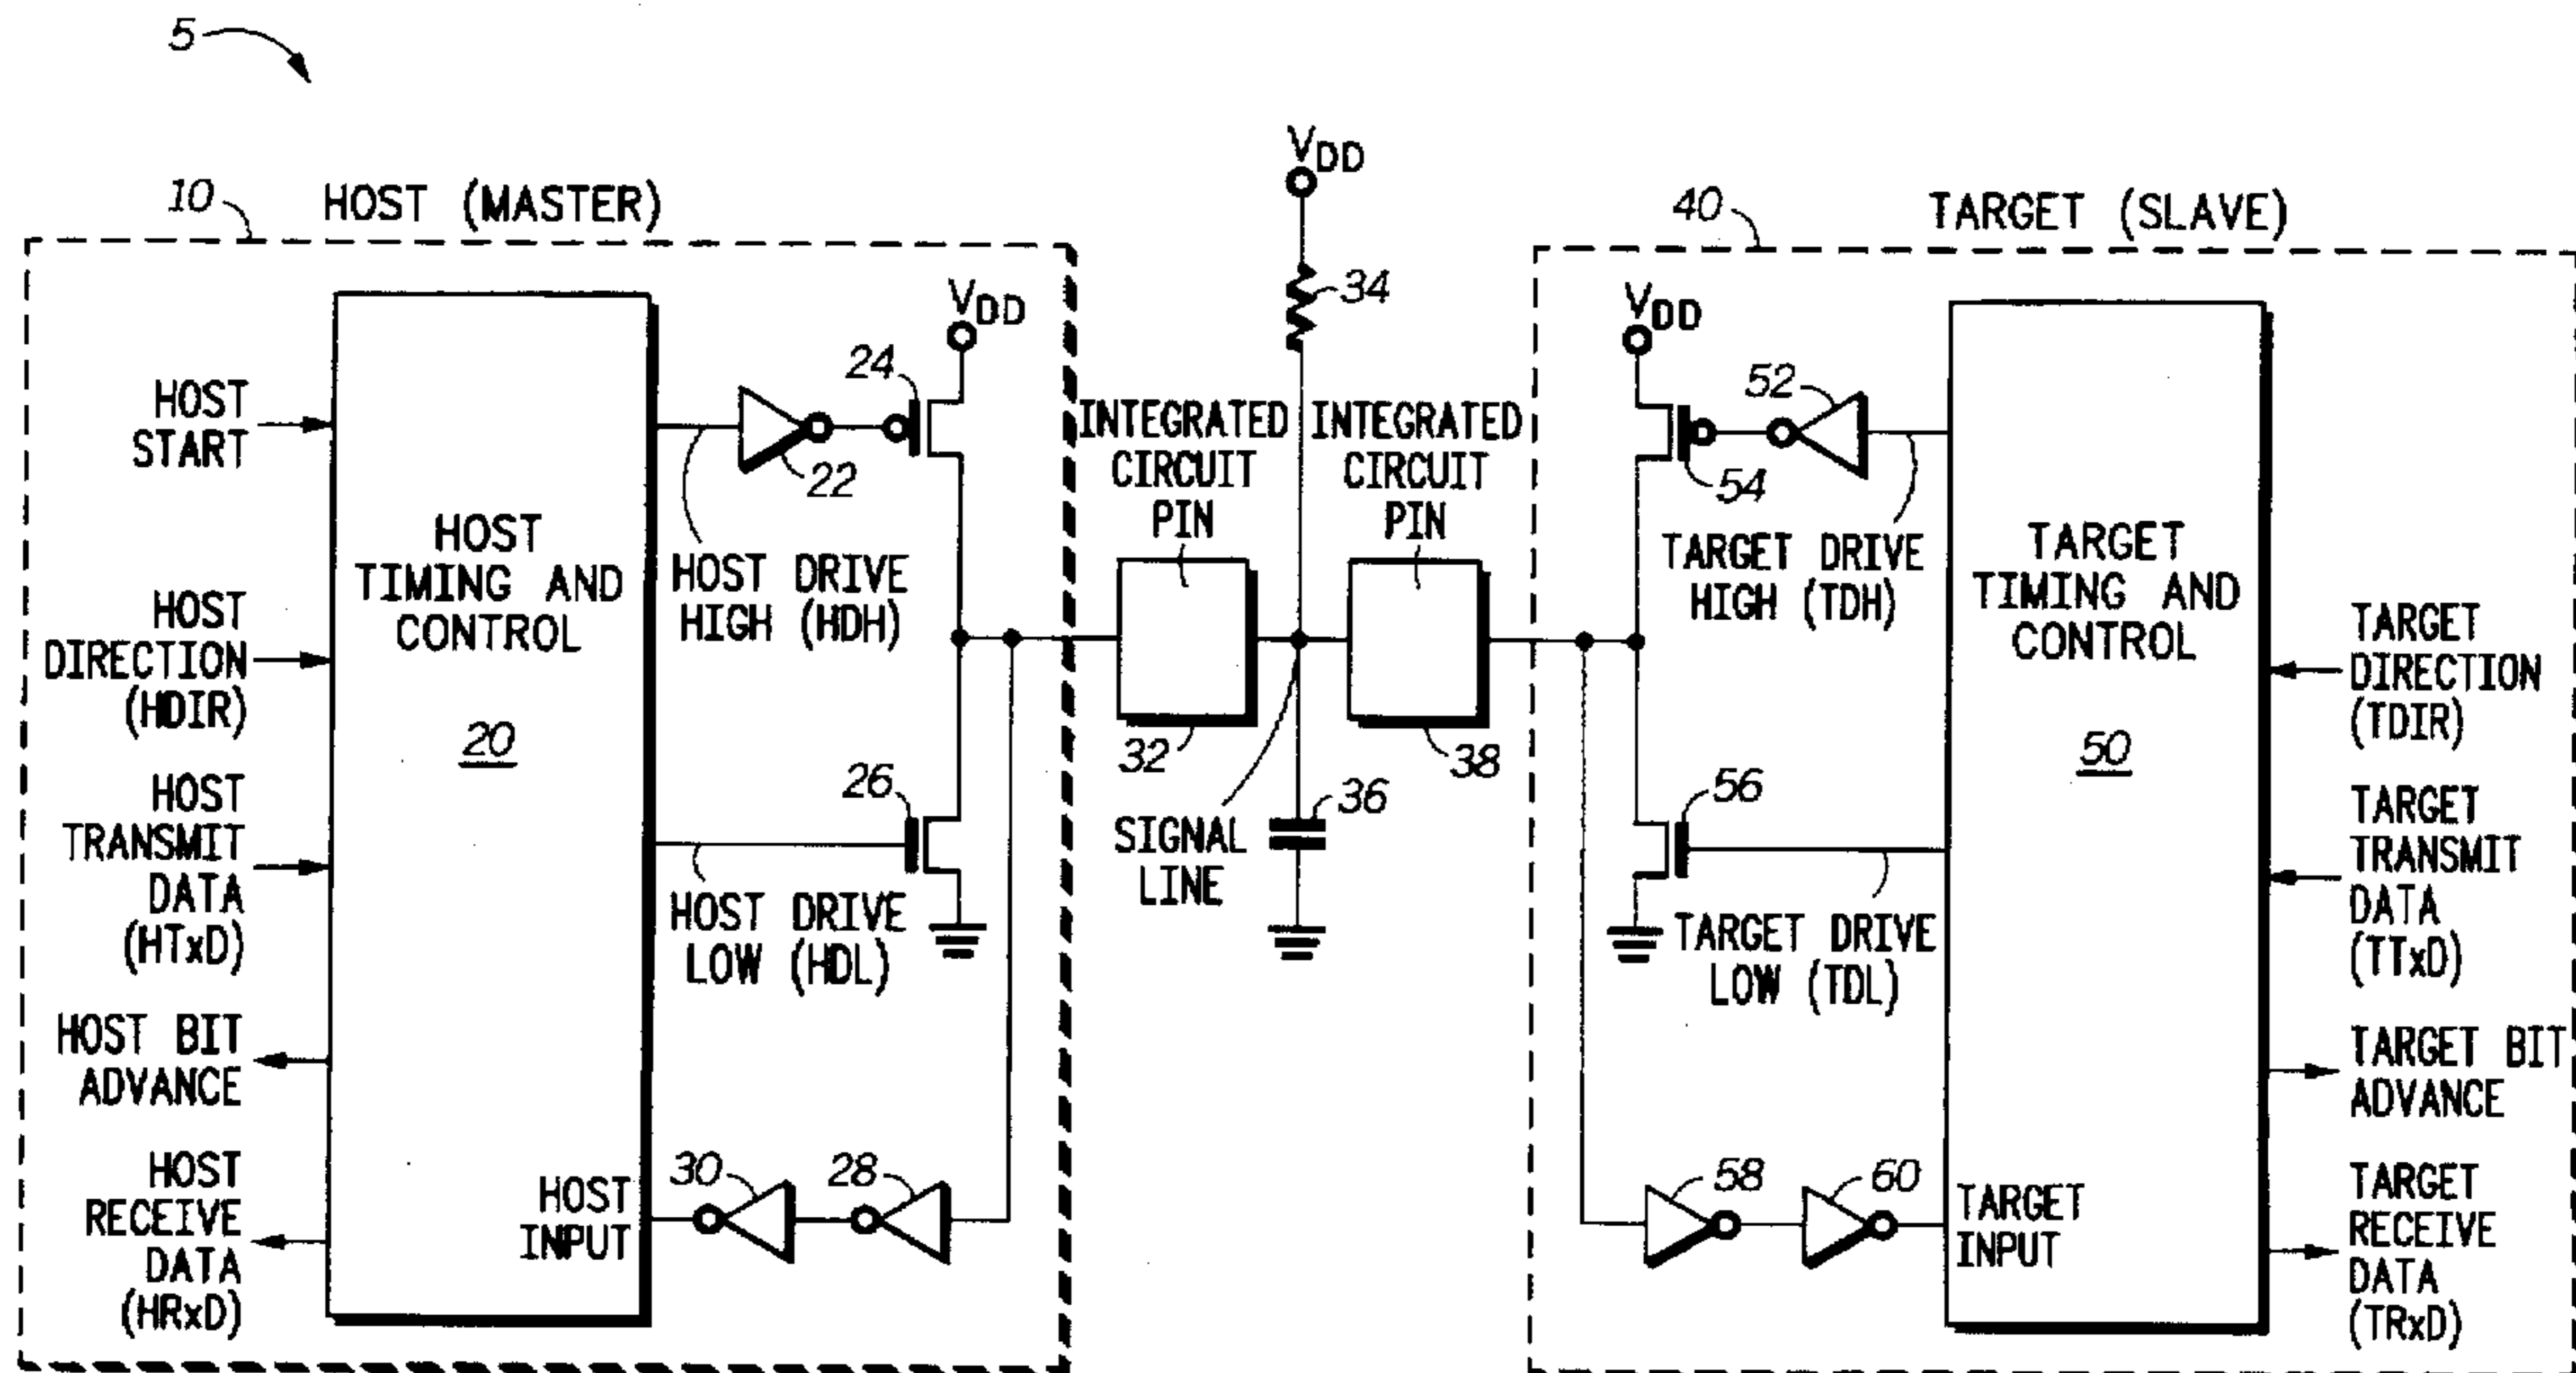 5
10
HOST (MASTER)
HOST
START
HOST
DIRECTION
(HDIR)
HOST
TRANSMIT
DATA
(HTxD)
HOST BIT
ADVANCE
HOST
RECEIVE
DATA
(HRxD)
HOST
TIMING AND
CONTROL
20
HOST
INPUT
22
24
VDD
HOST DRIVE
HIGH (HDH)
26
HOST DRIVE
LOW (HDL)
30
28
VDD
34
INTEGRATED
CIRCUIT
PIN
32
INTEGRATED
CIRCUIT
PIN
38
SIGNAL
LINE
36
40
TARGET (SLAVE)
VDD
52
54
TARGET DRIVE
HIGH (TDH)
56
TARGET DRIVE
LOW (TDL)
58
60
TARGET
TIMING AND
CONTROL
50
TARGET
INPUT
TARGET
DIRECTION
(TDIR)
TARGET
TRANSMIT
DATA
(TTxD)
TARGET BIT
ADVANCE
TARGET
RECEIVE
DATA
(TRxD)